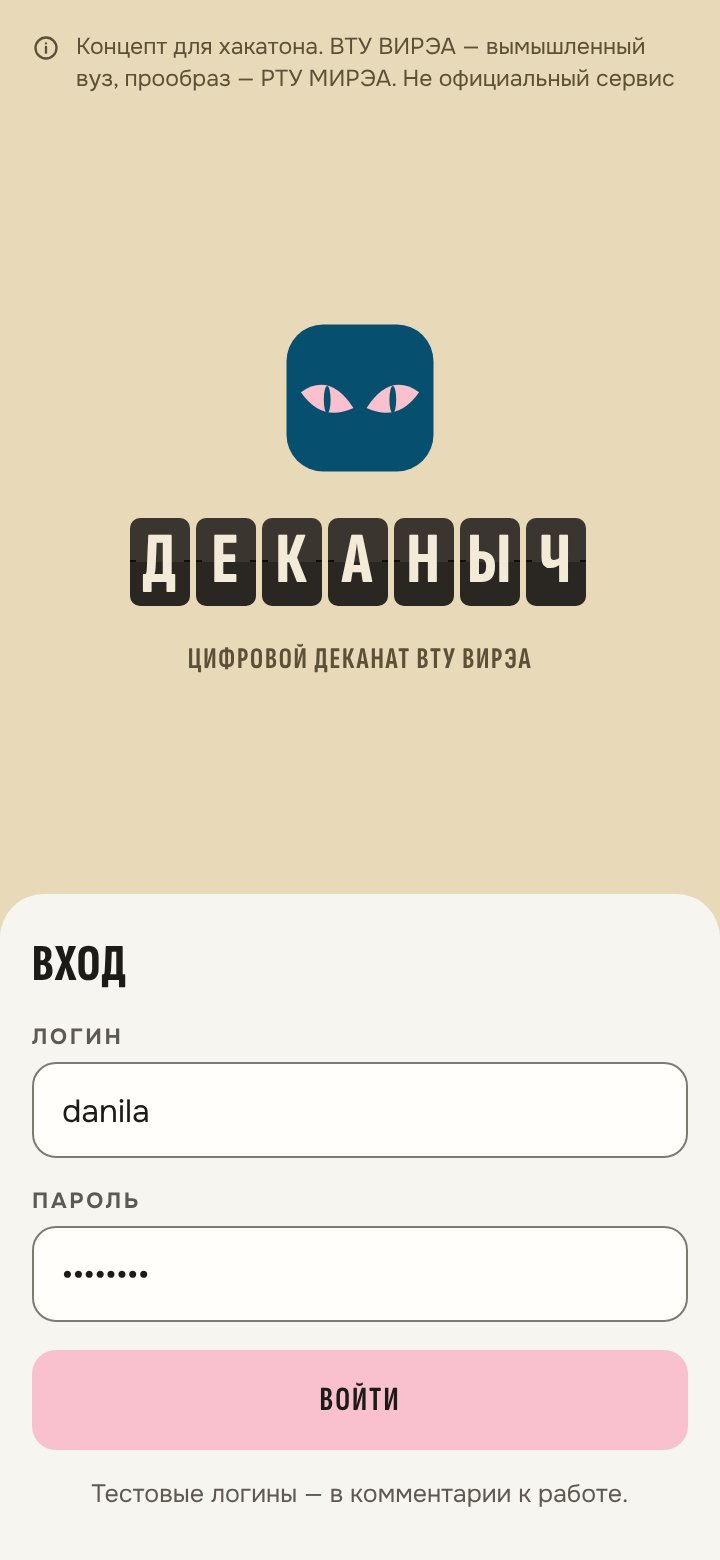 Концепт для хакатона. ВТУ ВИРЭА — вымышленный
вуз, прообраз — РТУ МИРЭА. Не официальный сервис
ДЕКАНЫЧ
ЦИФРОВОЙ ДЕКАНАТ ВТУ ВИРЭА
ВХОД
ЛОГИН
danila
ПАРОЛЬ
••••••••
ВОЙТИ
Тестовые логины — в комментарии к работе.